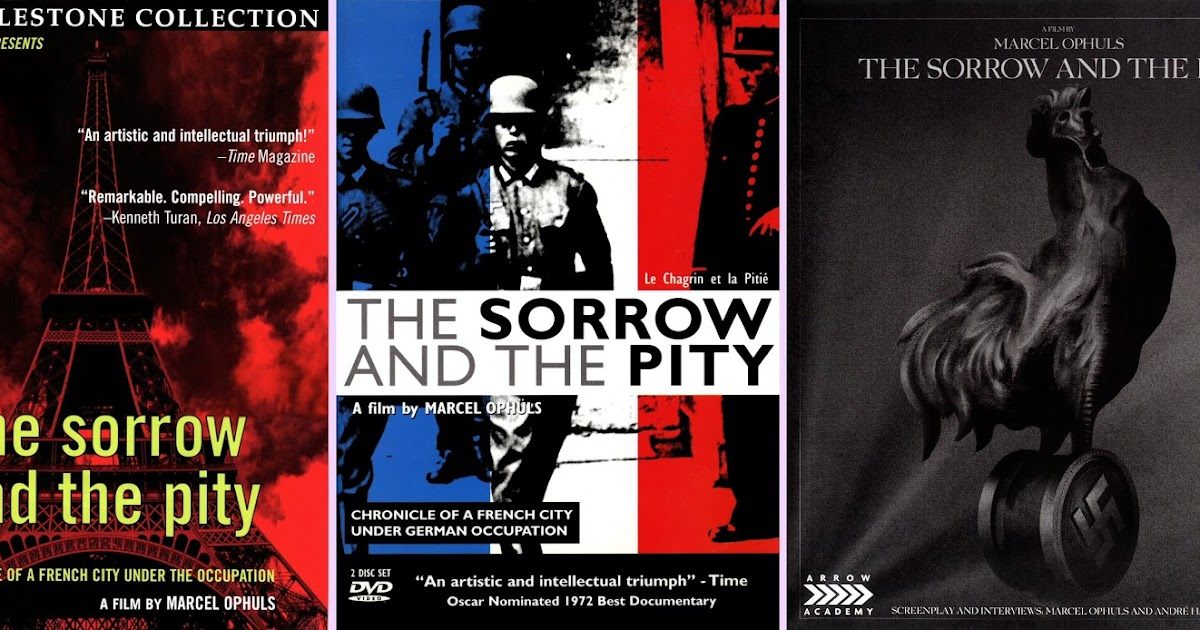 LESTONE COLLECTION
ESENTS
“An artistic and intellectual triumph!”
–Time Magazine
“Remarkable. Compelling. Powerful.”
–Kenneth Turan, Los Angeles Times
he sorrow
nd the pity
E OF A FRENCH CITY UNDER THE OCCUPATION
A FILM BY MARCEL OPHULS
Le Chagrin et la Pitié
THE SORROW
AND THE PITY
A film by MARCEL OPHÜLS
CHRONICLE OF A FRENCH CITY
UNDER GERMAN OCCUPATION
2 DISC SET
DVD
VIDEO
“An artistic and intellectual triumph” - Time
Oscar Nominated 1972 Best Documentary
A FILM BY
MARCEL OPHULS
THE SORROW AND THE
ARROW
ACADEMY
SCREENPLAY AND INTERVIEWS: MARCEL OPHULS AND ANDRÉ H